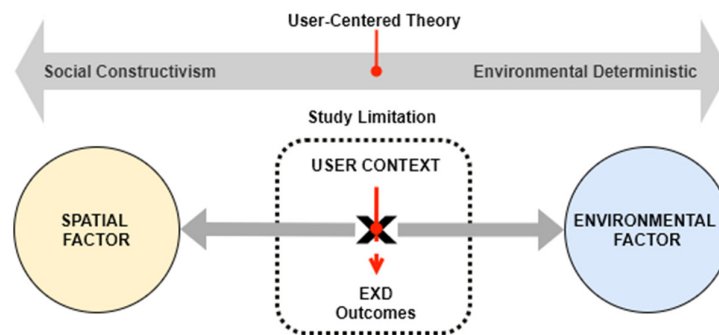 User-Centered Theory
Social Constructivism
Environmental Deterministic
Study Limitation
USER CONTEXT
SPATIAL
FACTOR
ENVIRONMENTAL
FACTOR
EXD
Outcomes